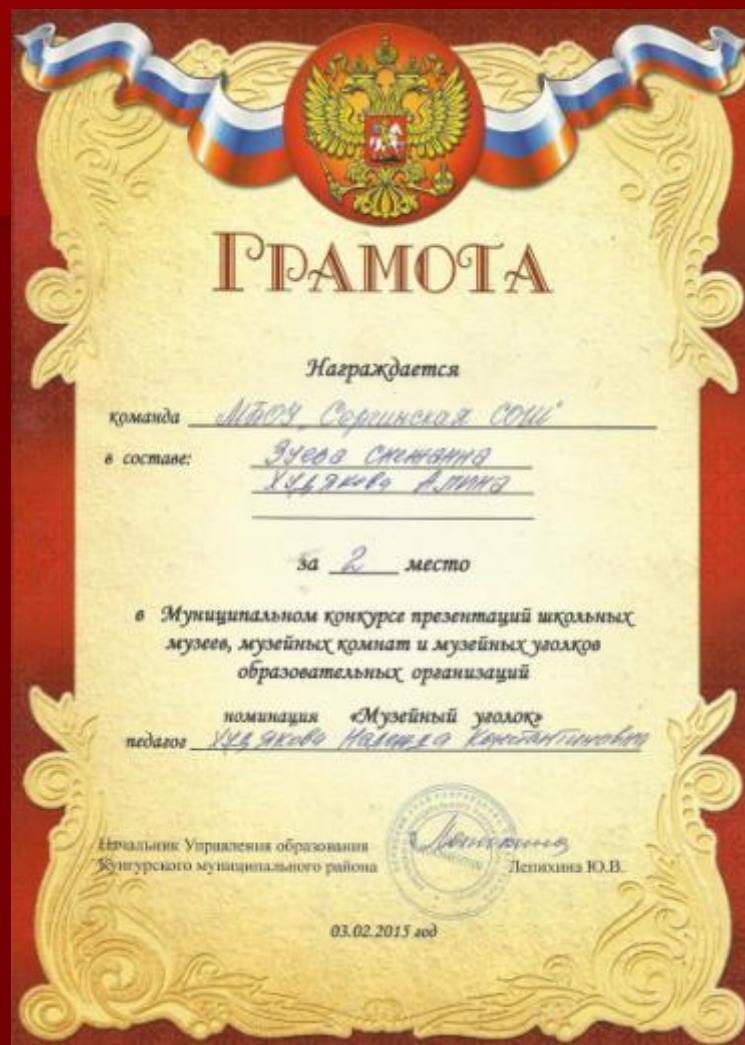 ГРАМОТА
Награждается
команда МБОУ „Сергинская СОШ"
в составе: Зуева Снежанна
Худякова Алина
за 2 место
в Муниципальном конкурсе презентаций школьных
музеев, музейных комнат и музейных уголков
образовательных организаций
номинация «Музейный уголок»
педагог Худякова Надежда Константиновна
Начальник Управления образования
Кунгурского муниципального района Лепихина Ю.В.
03.02.2015 год